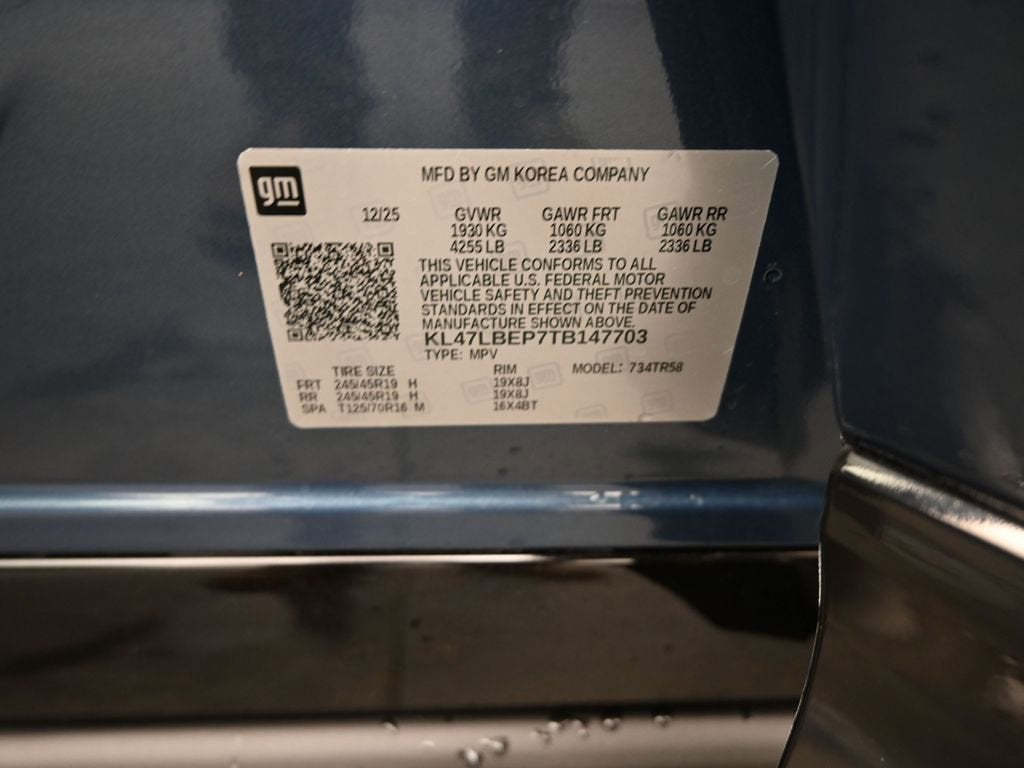 gm
MFD BY GM KOREA COMPANY
12/25 GVWR GAWR FRT GAWR RR
1930 KG 1060 KG 1060 KG
4255 LB 2336 LB 2336 LB
THIS VEHICLE CONFORMS TO ALL
APPLICABLE U.S. FEDERAL MOTOR
VEHICLE SAFETY AND THEFT PREVENTION
STANDARDS IN EFFECT ON THE DATE OF
MANUFACTURE SHOWN ABOVE.
KL47LBEP7TB147703
TYPE: MPV
TIRE SIZE RIM MODEL: 734TR58
FRT 245/45R19 H 19X8J
RR 245/45R19 H 19X8J
SPA T125/70R16 M 16X4BT